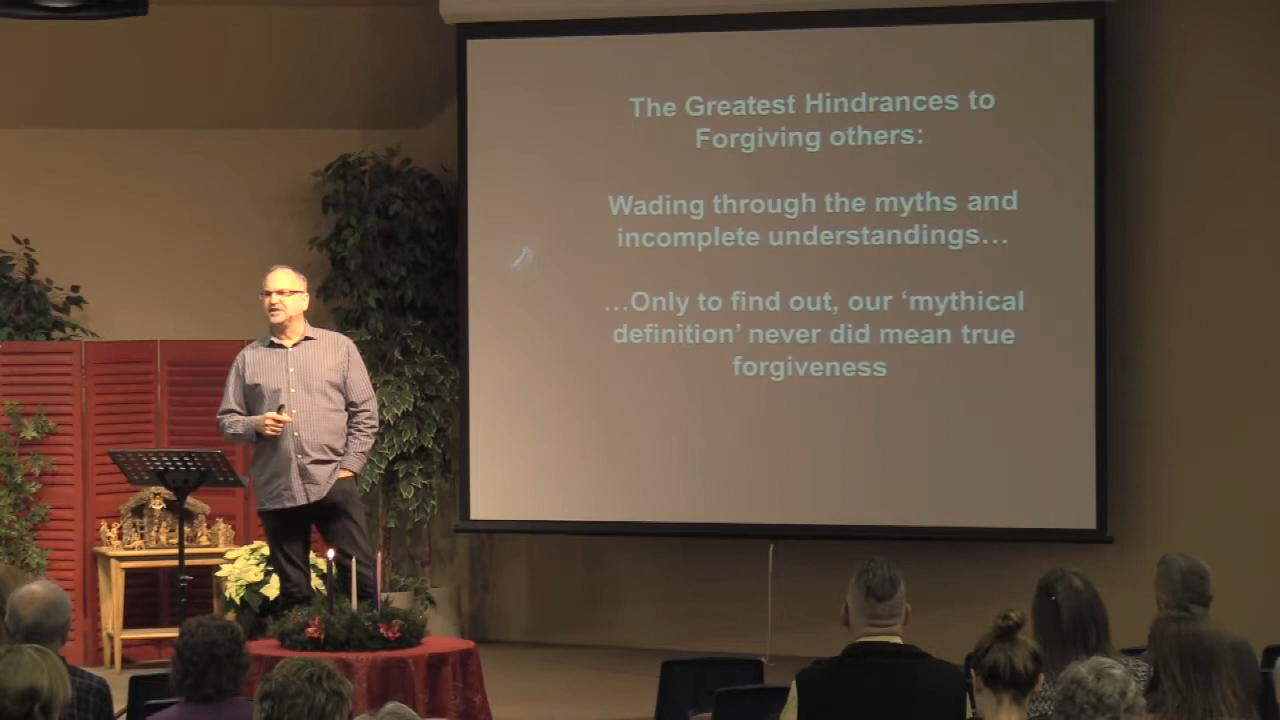 The Greatest Hindrances to
Forgiving others:
Wading through the myths and
incomplete understandings…
…Only to find out, our ‘mythical
definition’ never did mean true
forgiveness